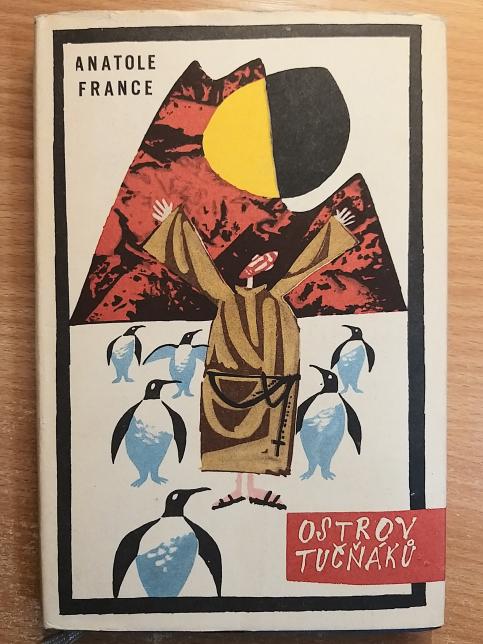 ANATOLE
FRANCE
OSTROV
TUČŇÁKŮ